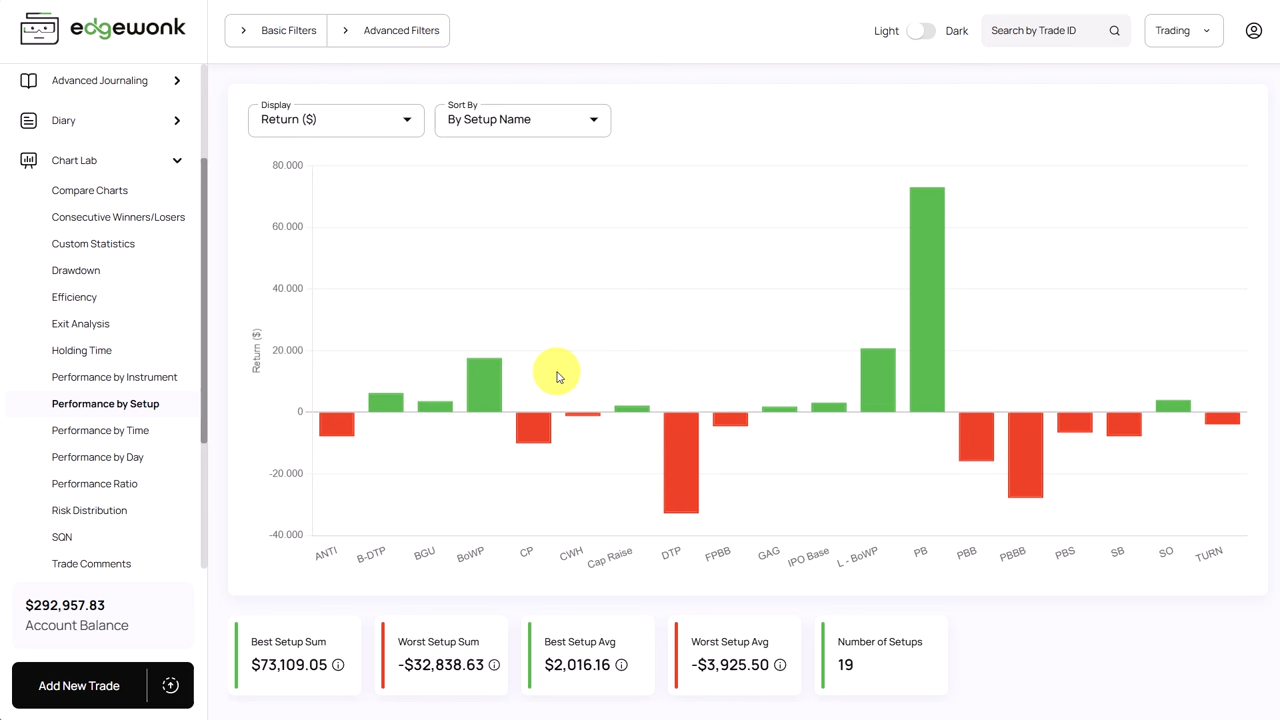 edgewonk
Basic Filters
Advanced Filters
Light
Dark
Search by Trade ID
Trading
Advanced Journaling
Diary
Chart Lab
Compare Charts
Consecutive Winners/Losers
Custom Statistics
Drawdown
Efficiency
Exit Analysis
Holding Time
Performance by Instrument
Performance by Setup
Performance by Time
Performance by Day
Performance Ratio
Risk Distribution
SQN
Trade Comments
$292,957.83
Account Balance
Add New Trade
Display
Return ($)
Sort By
By Setup Name
80.000
60.000
40.000
20.000
0
-20.000
-40.000
Return ($)
ANTI
B-DTP
BGU
BoWP
CP
CWH
Cap Raise
DTP
FPBB
GAG
IPO Base
L - BoWP
PB
PBB
PBBB
PBS
SB
SO
TURN
Best Setup Sum
$73,109.05
Worst Setup Sum
-$32,838.63
Best Setup Avg
$2,016.16
Worst Setup Avg
-$3,925.50
Number of Setups
19